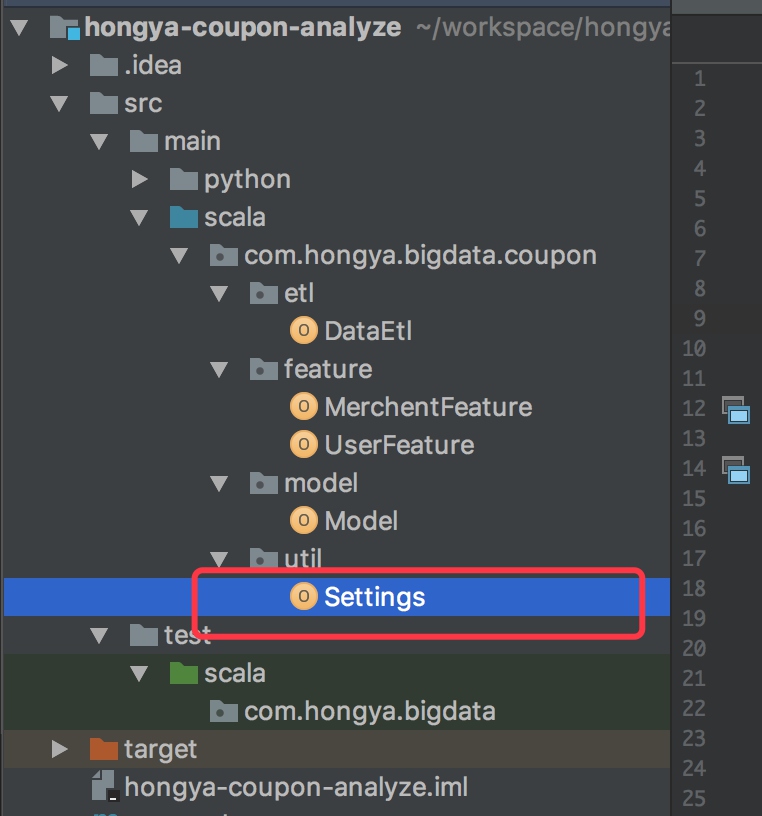 hongya-coupon-analyze ~/workspace/hongya
.idea
src
main
python
scala
com.hongya.bigdata.coupon
etl
DataEtl
feature
MerchentFeature
UserFeature
model
Model
util
Settings
test
scala
com.hongya.bigdata
target
hongya-coupon-analyze.iml
1
2
3
4
5
6
7
8
9
10
11
12
13
14
15
16
17
18
19
20
21
22
23
24
25